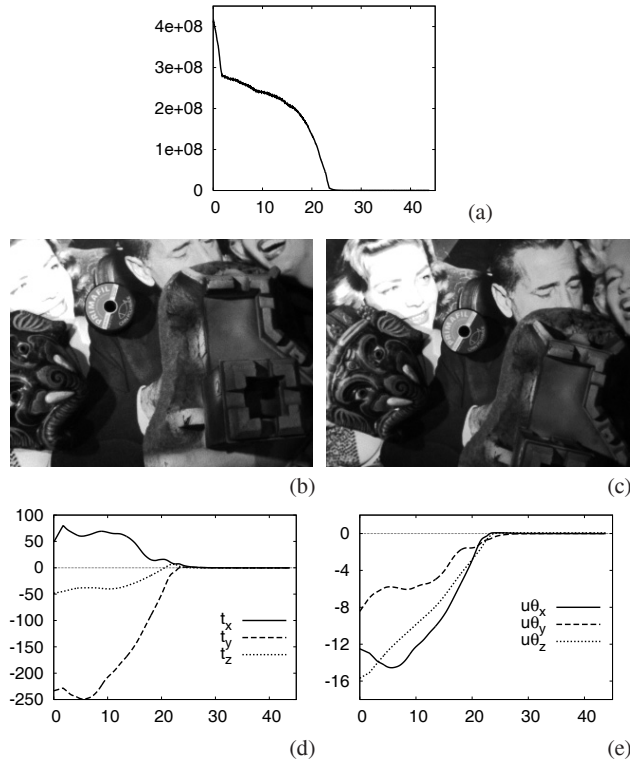 4e+08
3e+08
2e+08
1e+08
0
0 10 20 30 40
(a)
(b)
(c)
100
50
0
-50
-100
-150
-200
-250
t_x
t_y
t_z
0 10 20 30 40
(d)
0
-4
-8
-12
-16
uθ_x
uθ_y
uθ_z
0 10 20 30 40
(e)